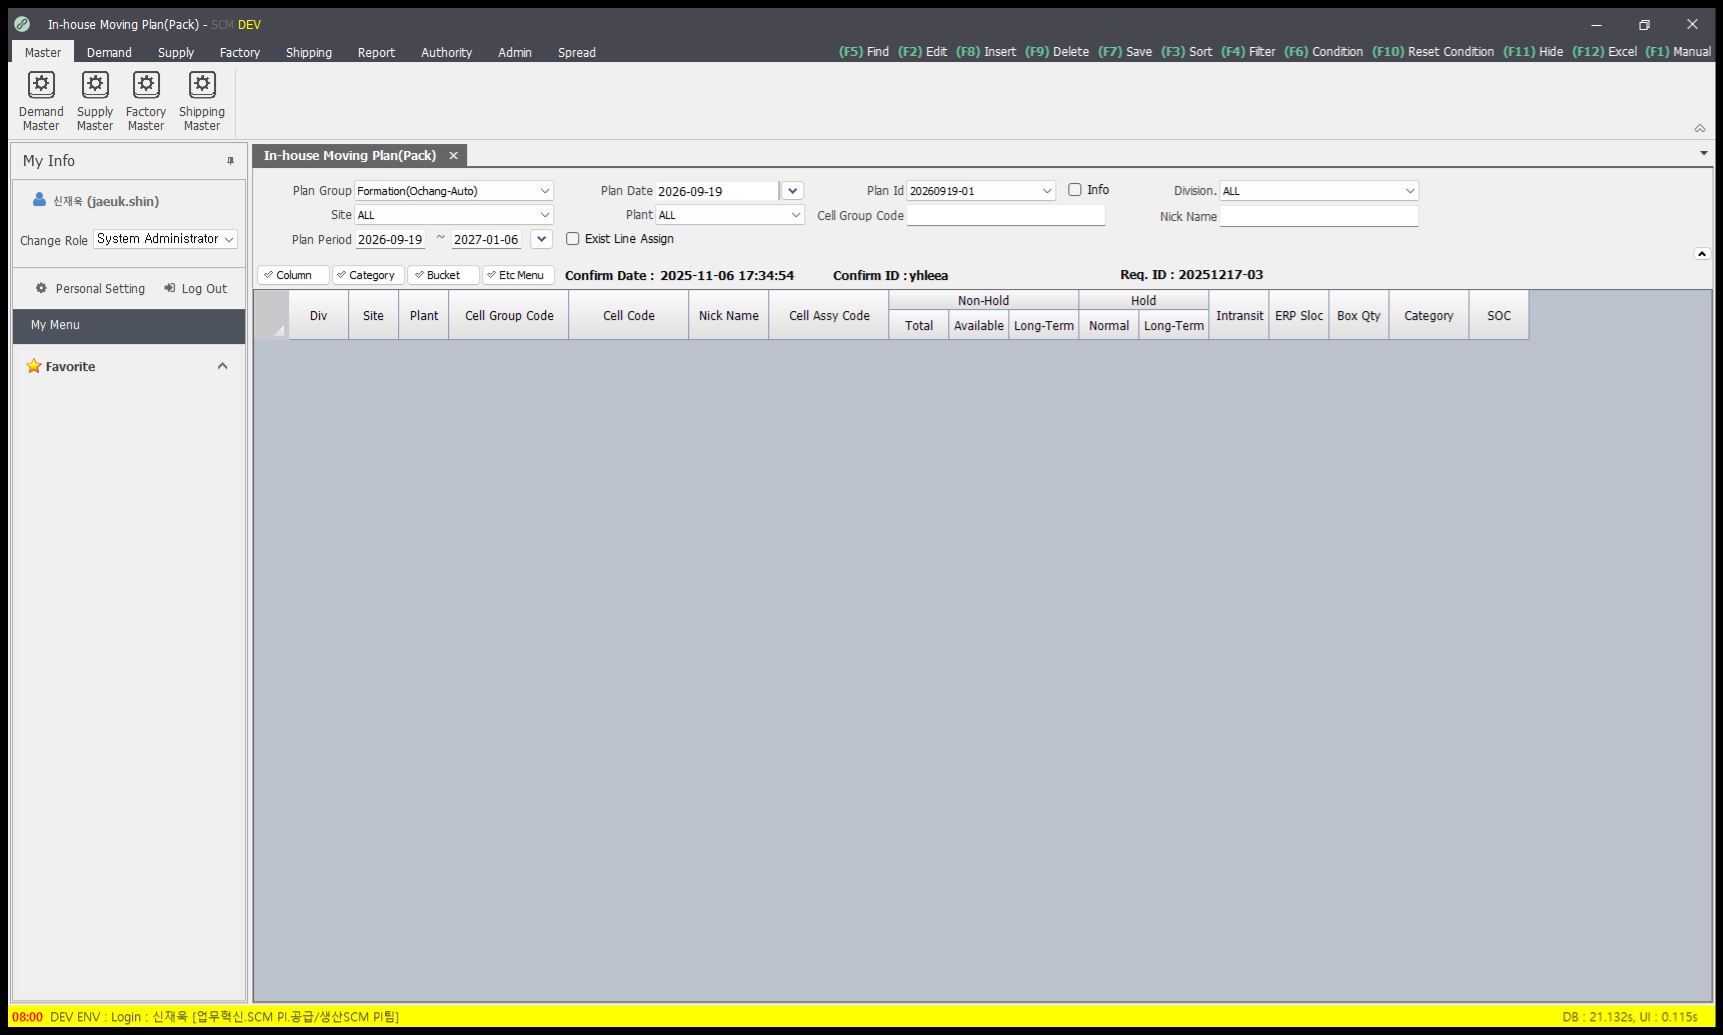 In-house Moving Plan(Pack) - SCM DEV
Master Demand Supply Factory Shipping Report Authority Admin Spread (F5) Find (F2) Edit (F8) Insert (F9) Delete (F7) Save (F3) Sort (F4) Filter (F6) Condition (F10) Reset Condition (F11) Hide (F12) Excel (F1) Manual
Demand Master
Supply Master
Factory Master
Shipping Master
My Info
신재욱 (jaeuk.shin)
Change Role System Administrator
Personal Setting Log Out
My Menu
Favorite
In-house Moving Plan(Pack)
Plan Group Formation(Ochang-Auto) Plan Date 2026-09-19 Plan Id 20260919-01 Info Division. ALL
Site ALL Plant ALL Cell Group Code Nick Name
Plan Period 2026-09-19 ~ 2027-01-06 Exist Line Assign
Column Category Bucket Etc Menu Confirm Date : 2025-11-06 17:34:54 Confirm ID : yhleea Req. ID : 20251217-03
Div Site Plant Cell Group Code Cell Code Nick Name Cell Assy Code Non-Hold Hold Intransit ERP Sloc Box Qty Category SOC
Total Available Long-Term Normal Long-Term
08:00 DEV ENV : Login : 신재욱 [업무혁신.SCM PI.공급/생산SCM PI팀] DB : 21.132s, UI : 0.115s